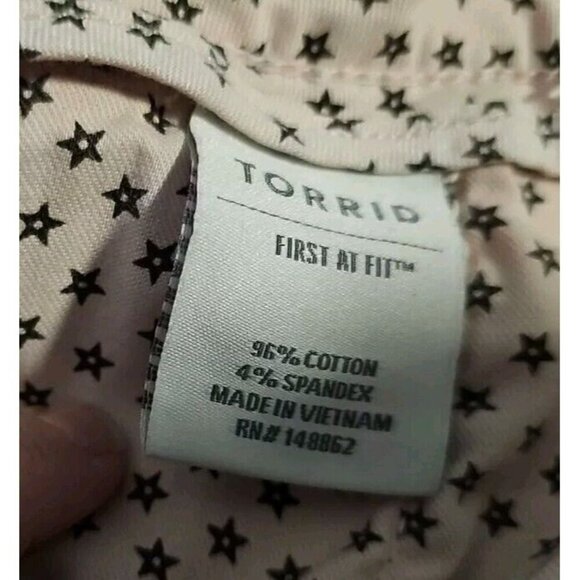 TORRID
FIRST AT FIT™
96% COTTON
4% SPANDEX
MADE IN VIETNAM
RN# 148862